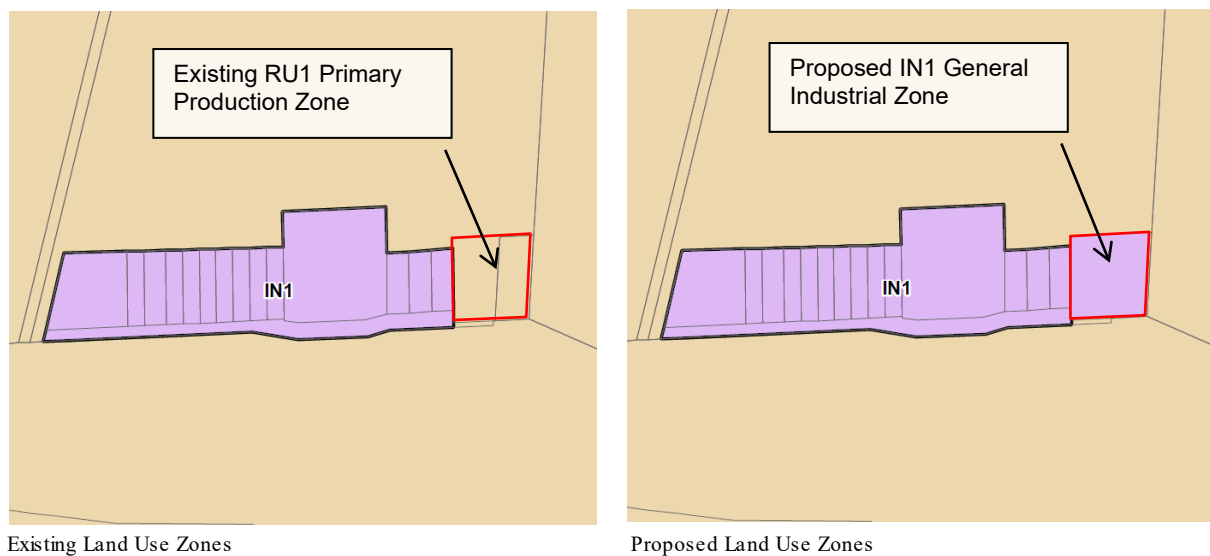 Existing RU1 Primary
Production Zone
IN1
Existing Land Use Zones
Proposed IN1 General
Industrial Zone
IN1
Proposed Land Use Zones